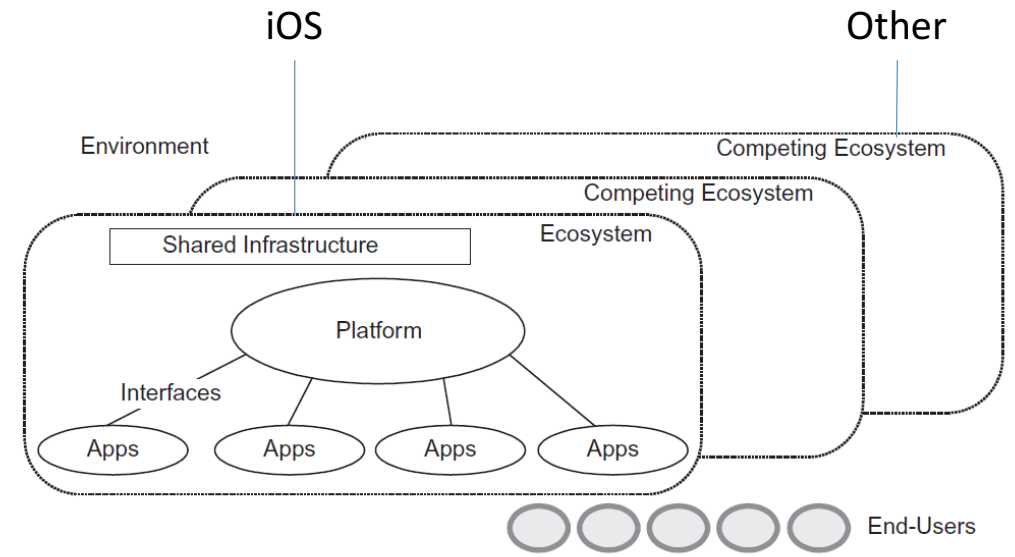 iOS
Other
Environment
Competing Ecosystem
Competing Ecosystem
Ecosystem
Shared Infrastructure
Platform
Interfaces
Apps
Apps
Apps
Apps
End-Users